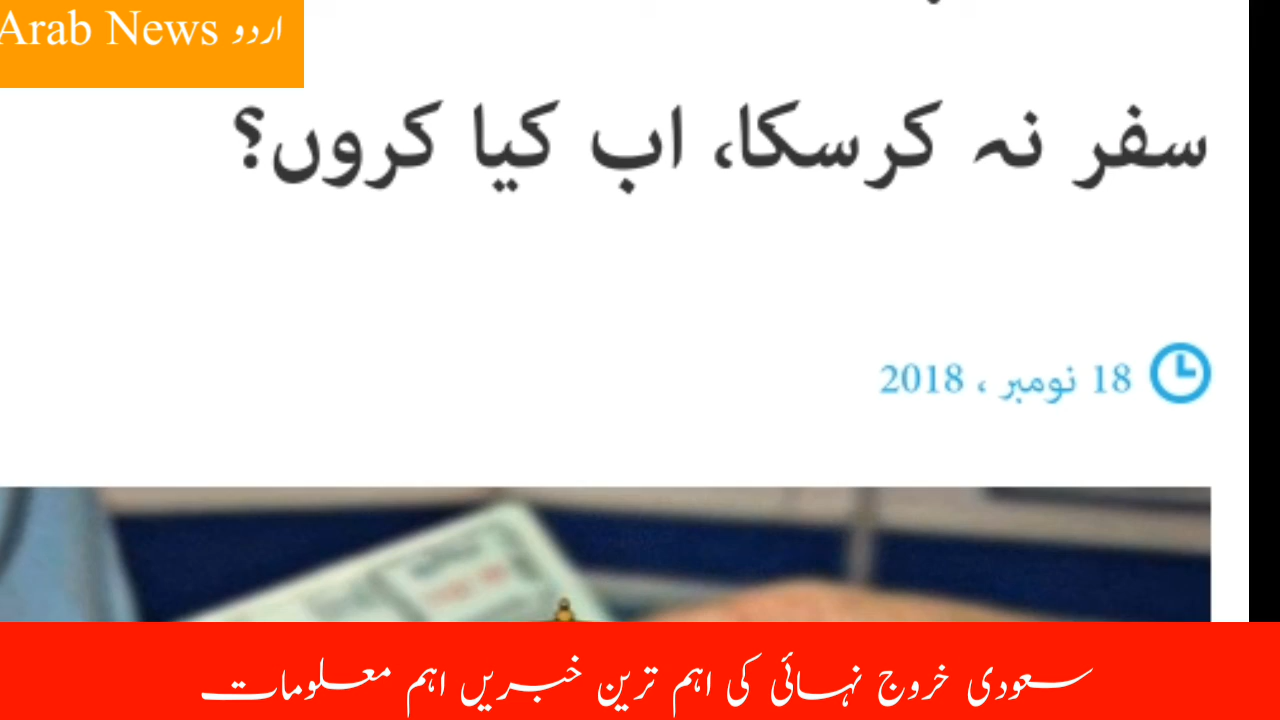 Arab News اردو
سفر نہ کرسکا، اب کیا کروں؟
18 نومبر ، 2018
سعودی خروج نہائی کی اہم ترین خبریں اہم معلومات